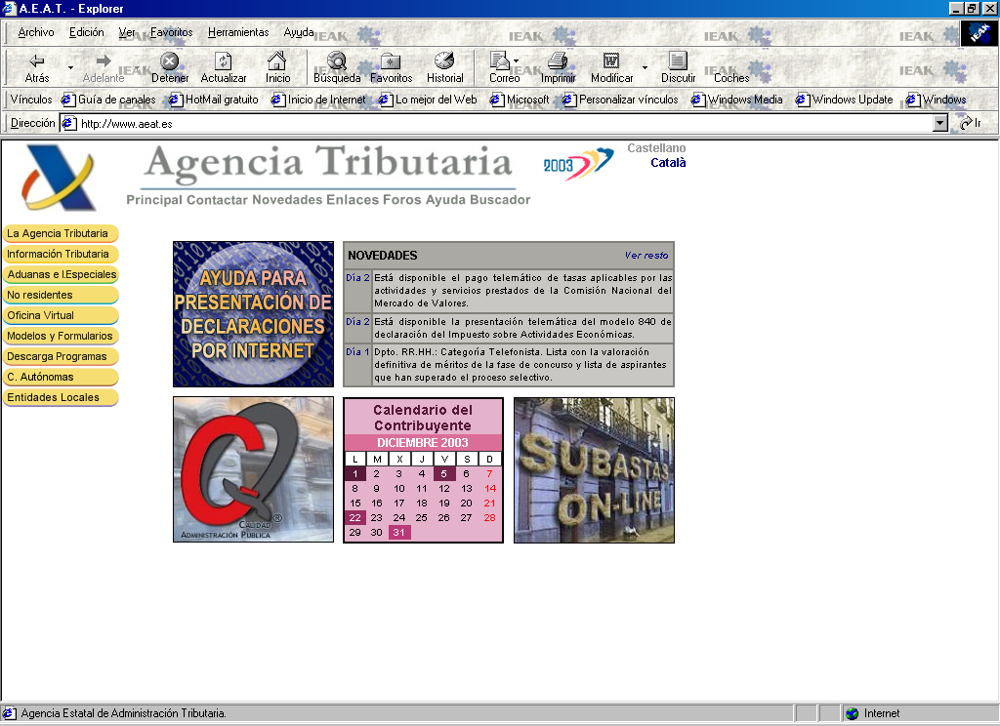 A.E.A.T. - Explorer
Archivo Edición Ver Favoritos Herramientas Ayuda
IEAK IEAK IEAK IEAK
Atrás Adelante Detener Actualizar Inicio Búsqueda Favoritos Historial Correo Imprimir Modificar Discutir Coches
Vínculos Guía de canales HotMail gratuito Inicio de Internet Lo mejor del Web Microsoft Personalizar vínculos Windows Media Windows Update Windows
Dirección http://www.aeat.es Ir
Agencia Tributaria
2003
Castellano
Català
Principal Contactar Novedades Enlaces Foros Ayuda Buscador
La Agencia Tributaria
Información Tributaria
Aduanas e I.Especiales
No residentes
Oficina Virtual
Modelos y Formularios
Descarga Programas
C. Autónomas
Entidades Locales
AYUDA PARA
PRESENTACIÓN DE
DECLARACIONES
POR INTERNET
NOVEDADES Ver resto
Día 2 Está disponible el pago telemático de tasas aplicables por las
actividades y servicios prestados de la Comisión Nacional del
Mercado de Valores.
Día 2 Está disponible la presentación telemática del modelo 840 de
declaración del Impuesto sobre Actividades Económicas.
Día 1 Dpto. RR.HH.: Categoría Telefonista. Lista con la valoración
definitiva de méritos de la fase de concurso y lista de aspirantes
que han superado el proceso selectivo.
CALIDAD ®
ADMINISTRACIÓN PÚBLICA
Calendario del
Contribuyente
DICIEMBRE 2003
L M X J V S D
1 2 3 4 5 6 7
8 9 10 11 12 13 14
15 16 17 18 19 20 21
22 23 24 25 26 27 28
29 30 31
SUBASTAS
ON-LINE
Agencia Estatal de Administración Tributaria. Internet